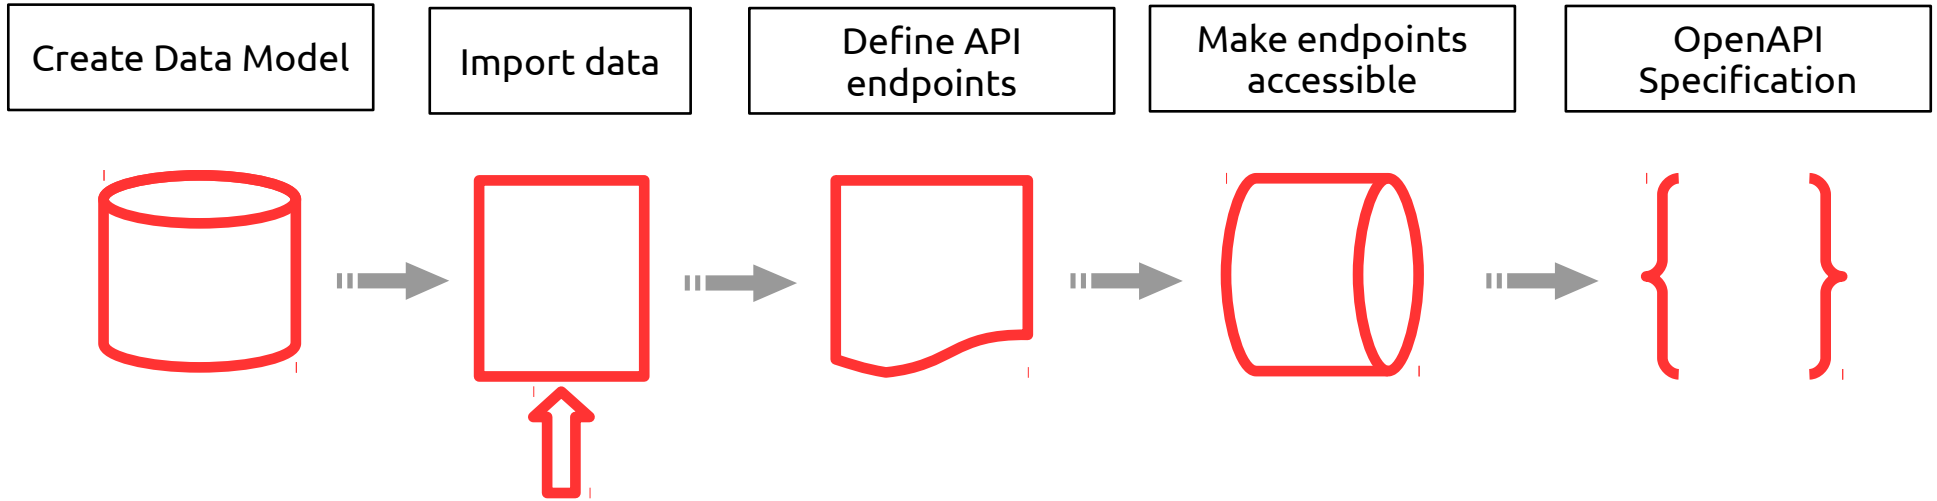 Create Data Model
Import data
Define API
endpoints
Make endpoints
accessible
OpenAPI
Specification